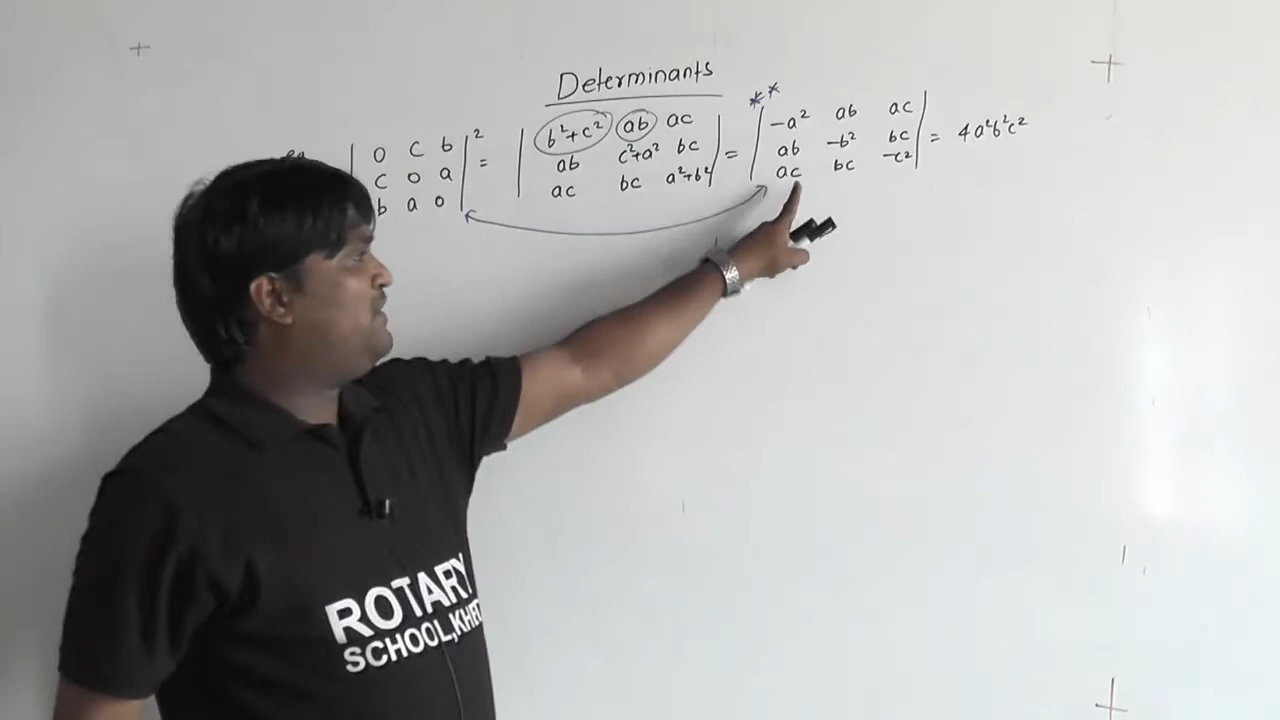 Determinants
| 0 c b |² = | b²+c² ab ac | = ** | -a² ab ac | = 4a²b²c²
| c 0 a | | ab c²+a² bc | | ab -b² bc |
| b a 0 | | ac bc a²+b² | | ac bc -c² |
ROTARY
SCHOOL,